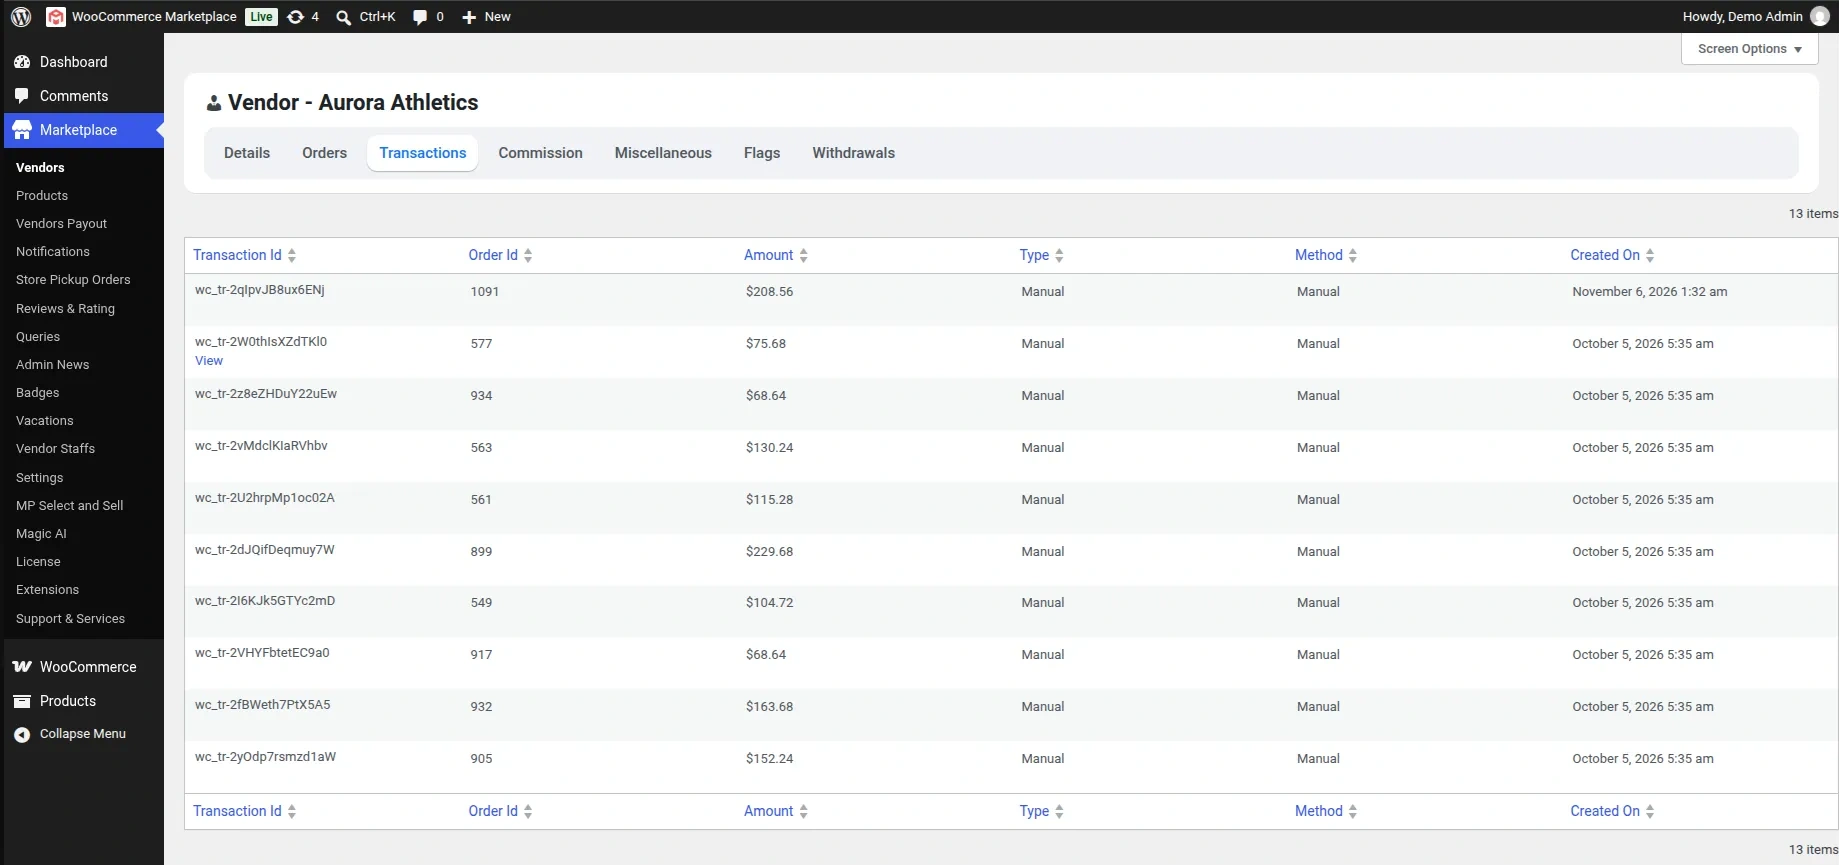 WooCommerce Marketplace Live 4 Ctrl+K 0 New Howdy, Demo Admin
Screen Options
Dashboard
Comments
Marketplace
Vendors
Products
Vendors Payout
Notifications
Store Pickup Orders
Reviews & Rating
Queries
Admin News
Badges
Vacations
Vendor Staffs
Settings
MP Select and Sell
Magic AI
License
Extensions
Support & Services
WooCommerce
Products
Collapse Menu
Vendor - Aurora Athletics
Details Orders Transactions Commission Miscellaneous Flags Withdrawals
13 items
Transaction Id Order Id Amount Type Method Created On
wc_tr-2qIpvJB8ux6ENj 1091 $208.56 Manual Manual November 6, 2026 1:32 am
wc_tr-2W0thIsXZdTKl0 577 $75.68 Manual Manual October 5, 2026 5:35 am
View
wc_tr-2z8eZHDuY22uEw 934 $68.64 Manual Manual October 5, 2026 5:35 am
wc_tr-2vMdclKIaRVhbv 563 $130.24 Manual Manual October 5, 2026 5:35 am
wc_tr-2U2hrpMp1oc02A 561 $115.28 Manual Manual October 5, 2026 5:35 am
wc_tr-2dJQifDeqmuy7W 899 $229.68 Manual Manual October 5, 2026 5:35 am
wc_tr-2I6KJk5GTYc2mD 549 $104.72 Manual Manual October 5, 2026 5:35 am
wc_tr-2VHYFbtetEC9a0 917 $68.64 Manual Manual October 5, 2026 5:35 am
wc_tr-2fBWeth7PtX5A5 932 $163.68 Manual Manual October 5, 2026 5:35 am
wc_tr-2yOdp7rsmzd1aW 905 $152.24 Manual Manual October 5, 2026 5:35 am
Transaction Id Order Id Amount Type Method Created On
13 items